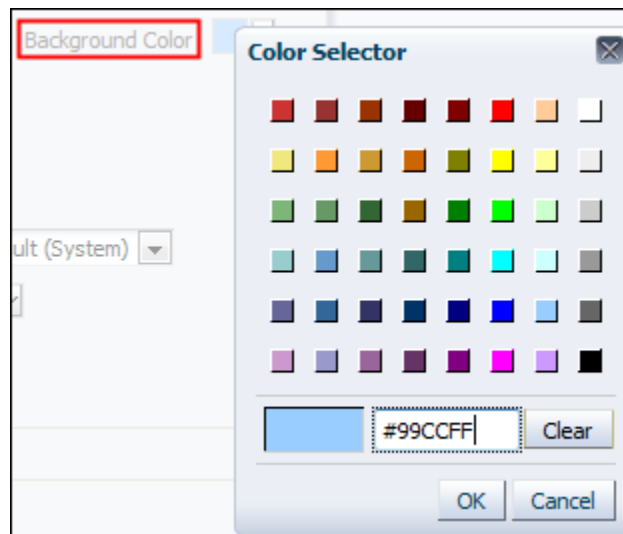 Background Color
Color Selector
ult (System)
#99CCFF
Clear
OK
Cancel